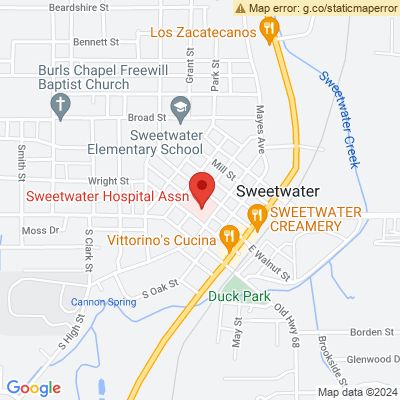 Beardshire St
Map error: g.co/staticmaperror
Los Zacatecanos
Bennett St
Grant St
Park St
Burls Chapel Freewill
Baptist Church
Broad St
Mayes Ave
Sweetwater Creek
Sweetwater
Elementary School
Mill St
Smith St
Wright St
Sweetwater
Sweetwater Hospital Assn
SWEETWATER
CREAMERY
Moss Dr
Vittorino's Cucina
S Clark St
E Walnut St
S Oak St
Cannon Spring
Duck Park
S High St
Old Hwy 68
May St
Borden St
Brookside St
Glenwood D
Google
Map data ©2024